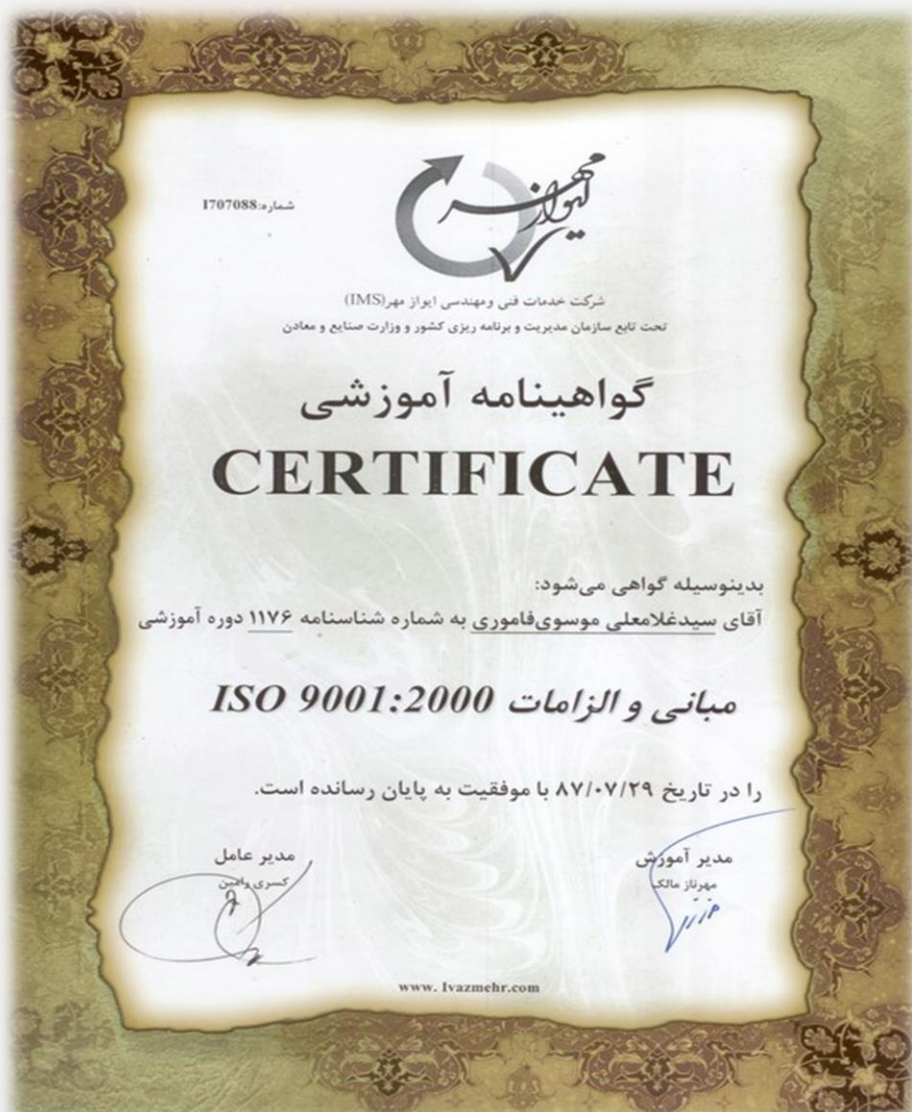 ایواز مهر
شماره:I707088
شرکت خدمات فنی ومهندسی ایواز مهر(IMS)
تحت تابع سازمان مدیریت و برنامه ریزی کشور و وزارت صنایع و معادن
گواهینامه آموزشی
CERTIFICATE
بدینوسیله گواهی می‌شود:
آقای سیدغلامعلی موسوی‌فاموری به شماره شناسنامه ۱۱۷۶ دوره آموزشی
مبانی و الزامات ISO 9001:2000
را در تاریخ ۸۷/۰۷/۲۹ با موفقیت به پایان رسانده است.
مدیر آموزش
مهرناز مالک
مدیر عامل
کسری رامین
www. Ivazmehr.com